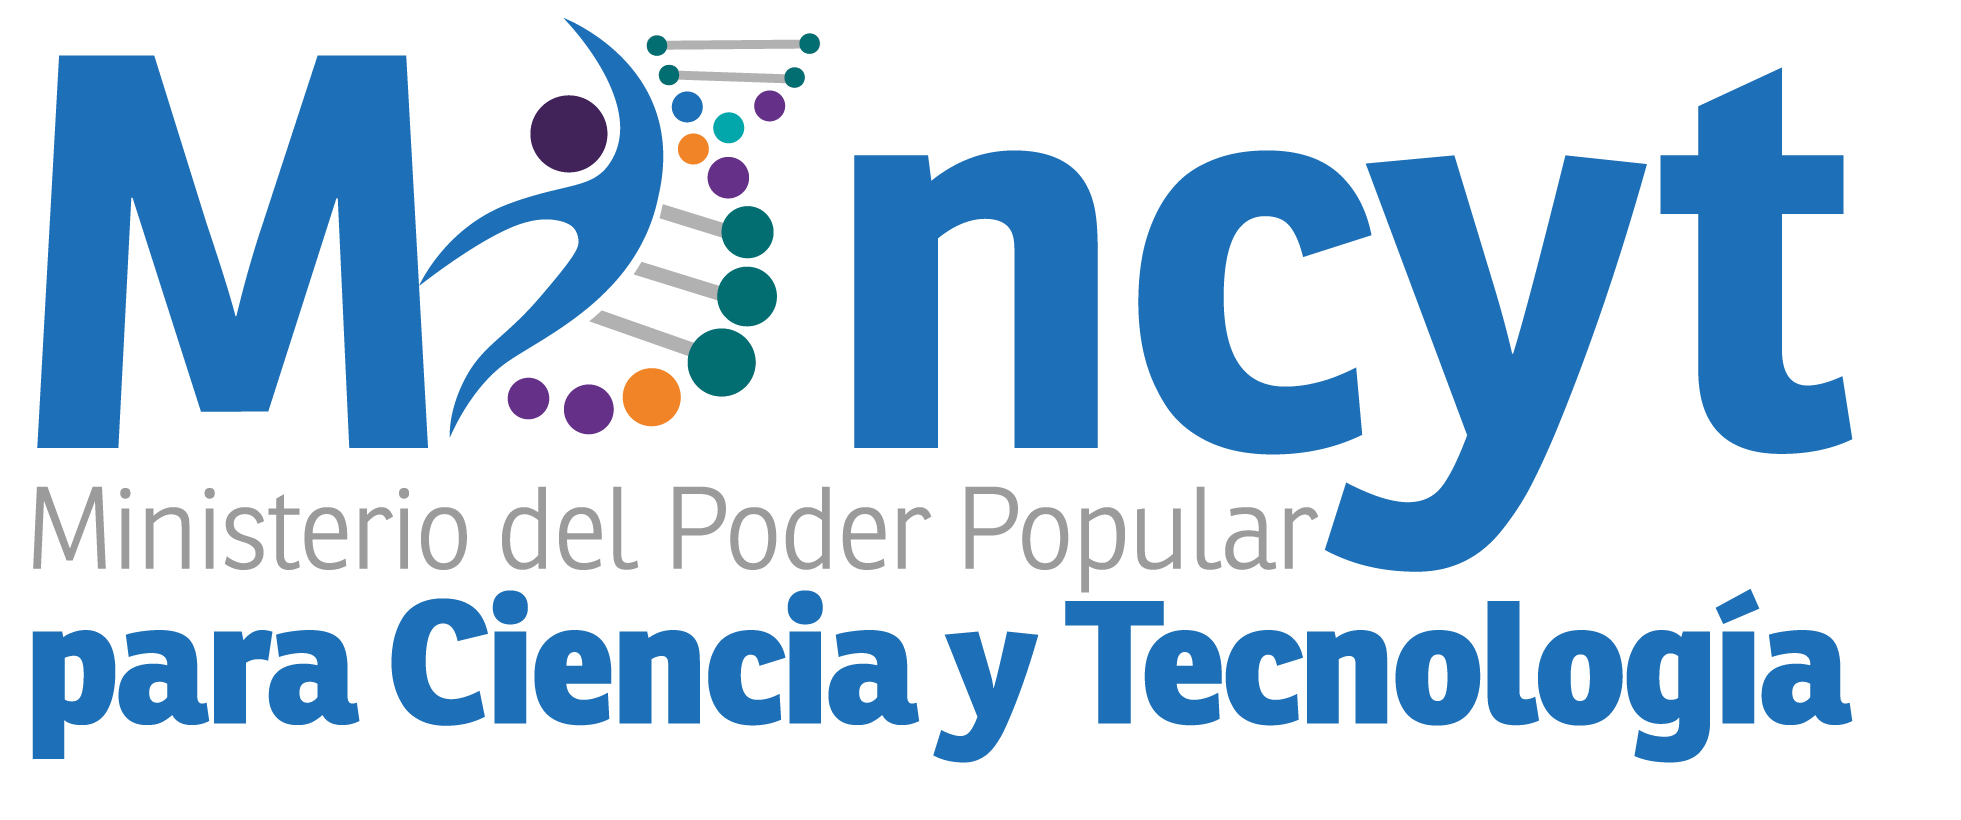 Mincyt
Ministerio del Poder Popular
para Ciencia y Tecnología